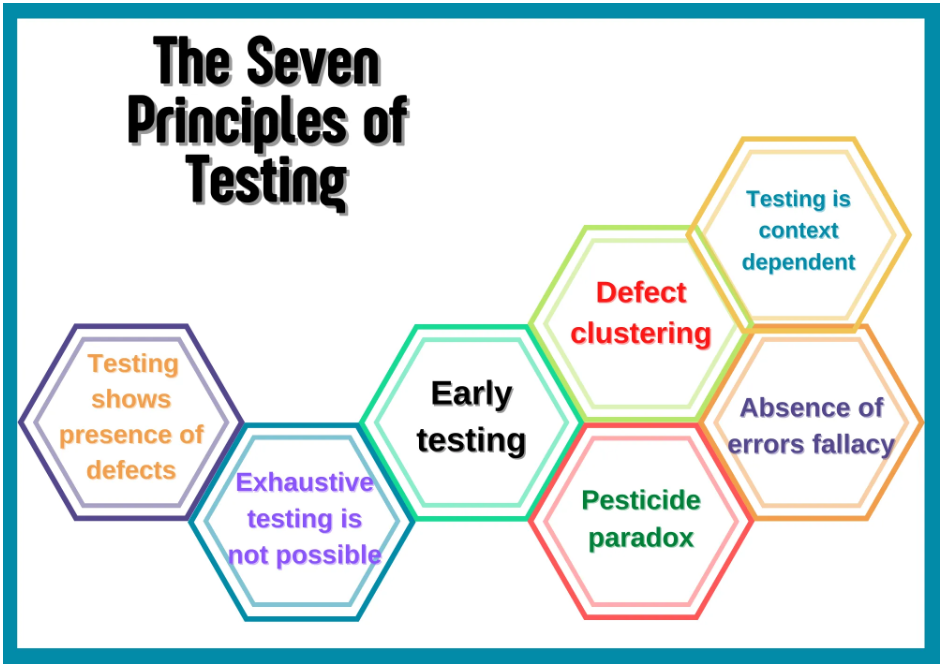 The Seven
Principles of
Testing
Testing
shows
presence of
defects
Exhaustive
testing is
not possible
Early
testing
Defect
clustering
Pesticide
paradox
Testing is
context
dependent
Absence of
errors fallacy